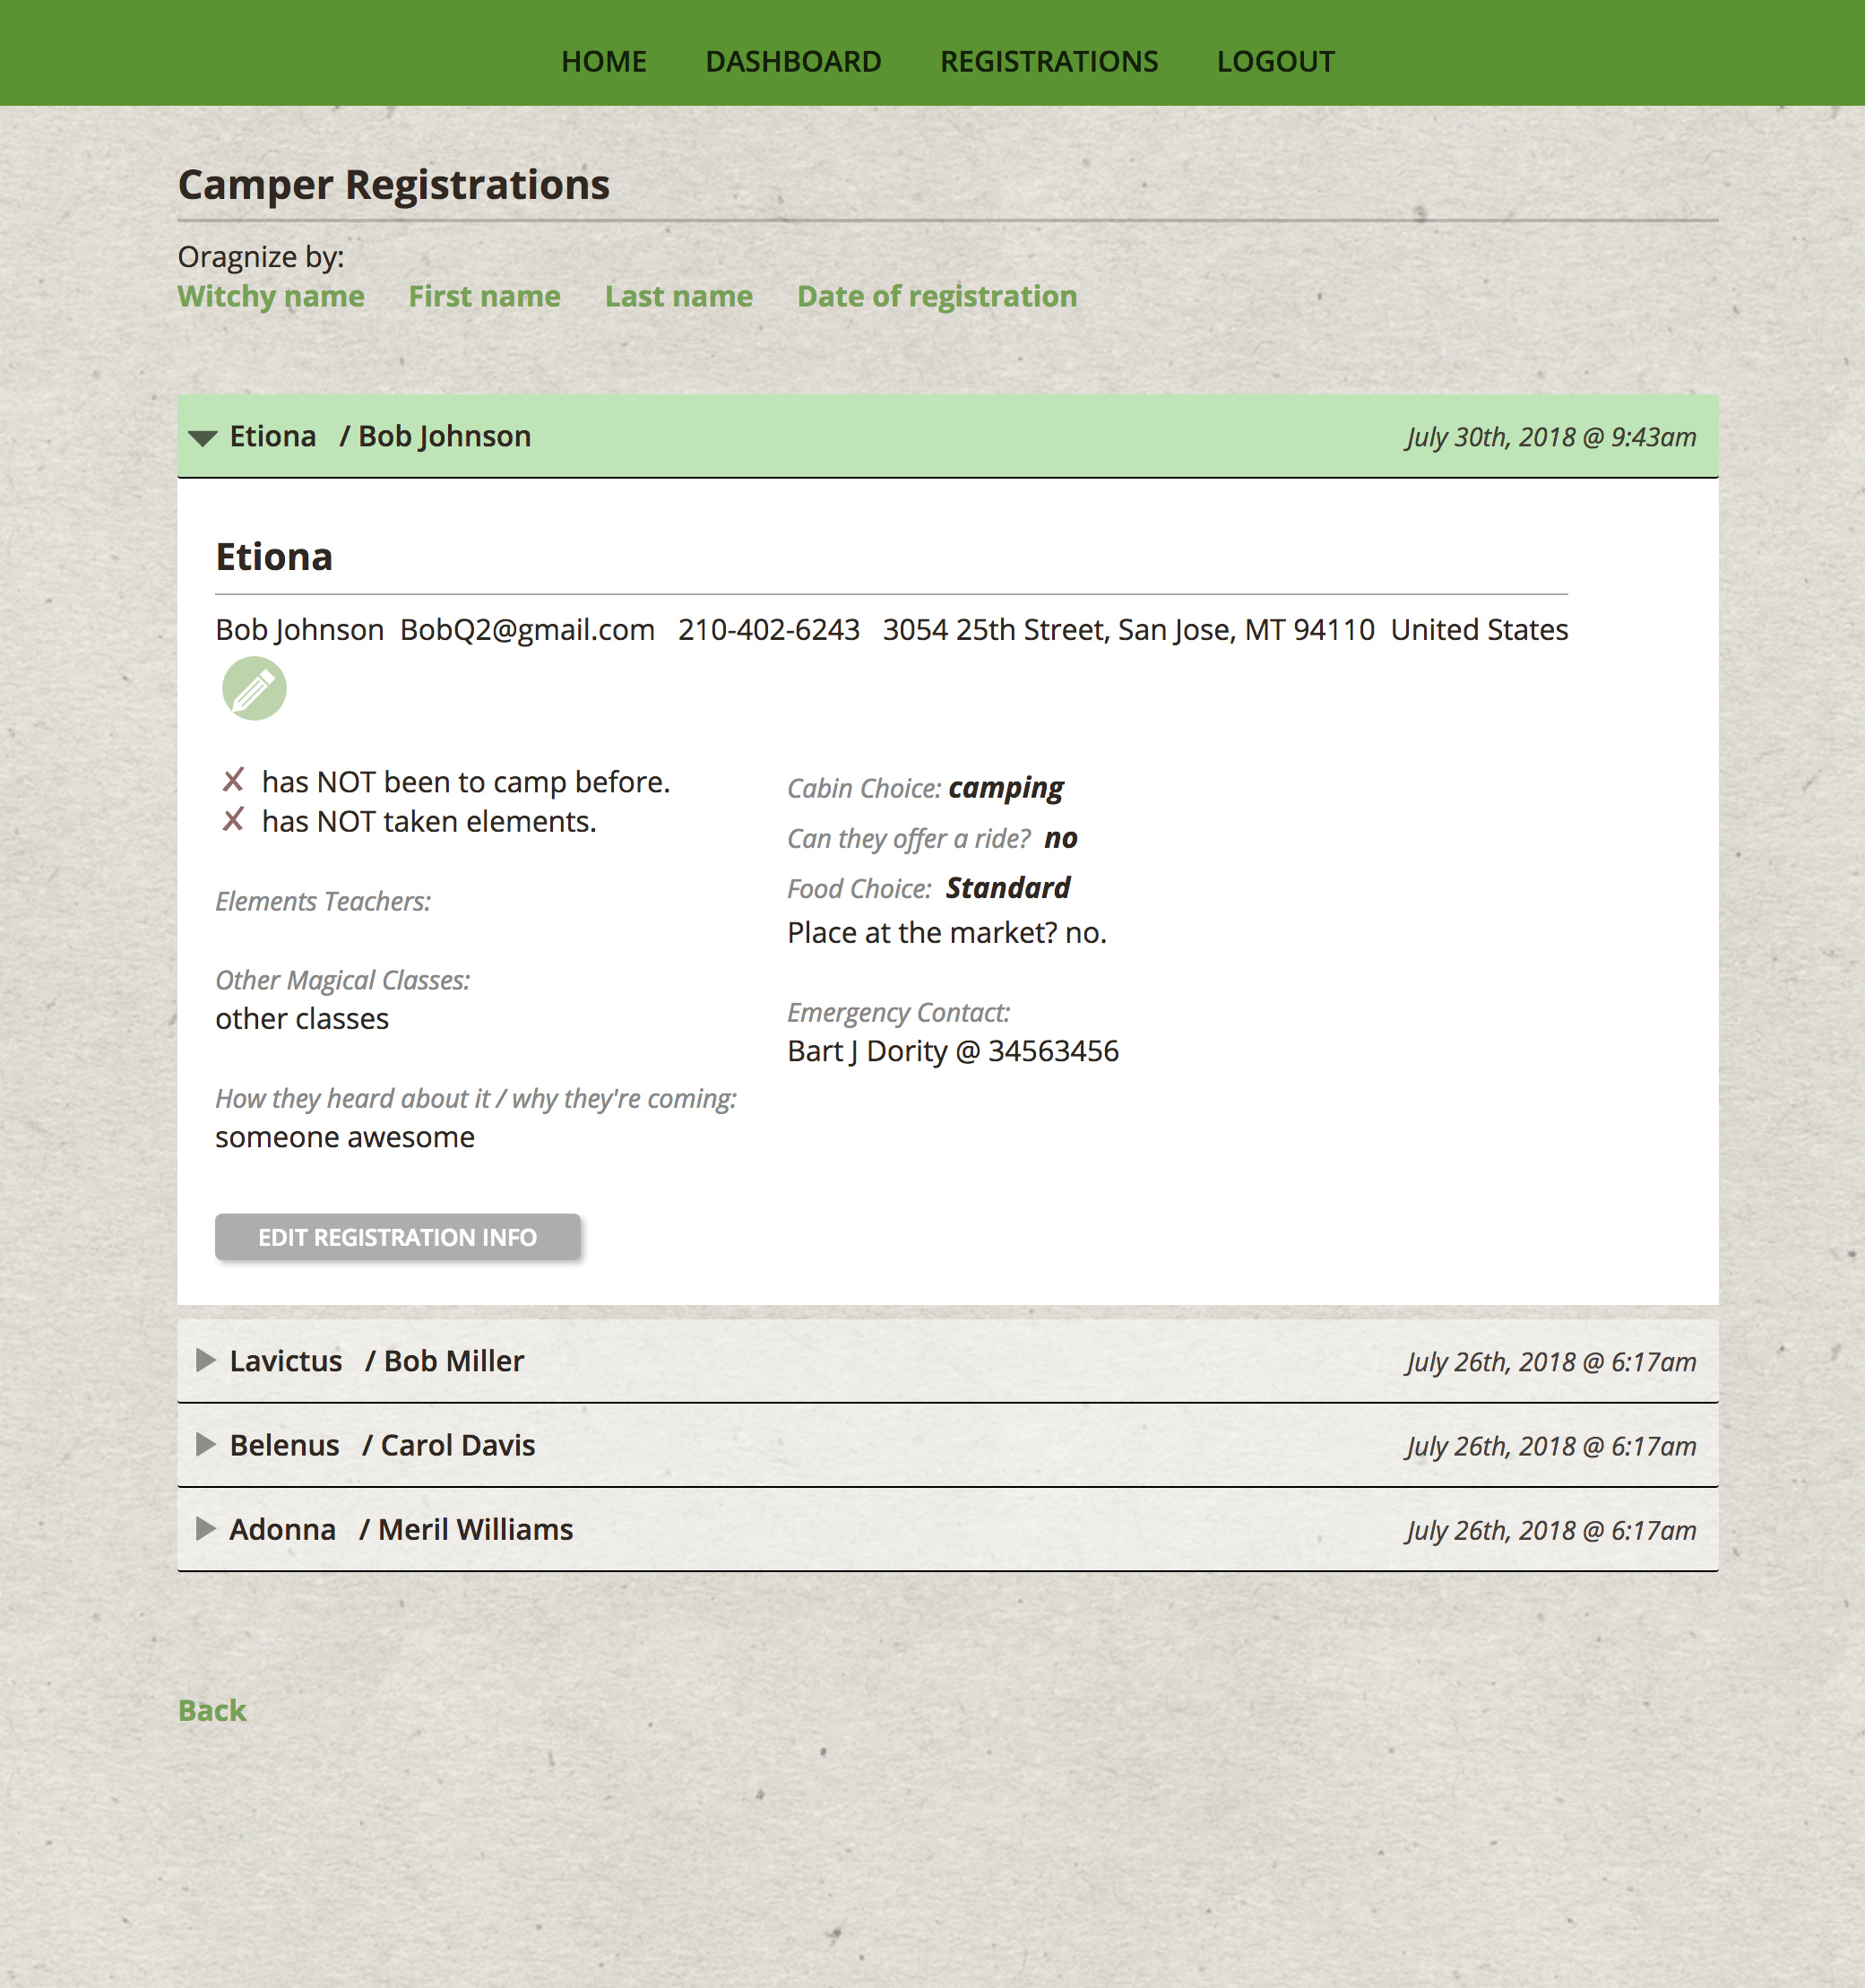 HOME DASHBOARD REGISTRATIONS LOGOUT
Camper Registrations
Oragnize by:
Witchy name First name Last name Date of registration
Etiona / Bob Johnson July 30th, 2018 @ 9:43am
Etiona
Bob Johnson BobQ2@gmail.com 210-402-6243 3054 25th Street, San Jose, MT 94110 United States
✗ has NOT been to camp before.
✗ has NOT taken elements.
Elements Teachers:
Other Magical Classes:
other classes
How they heard about it / why they're coming:
someone awesome
Cabin Choice: camping
Can they offer a ride? no
Food Choice: Standard
Place at the market? no.
Emergency Contact:
Bart J Dority @ 34563456
EDIT REGISTRATION INFO
Lavictus / Bob Miller July 26th, 2018 @ 6:17am
Belenus / Carol Davis July 26th, 2018 @ 6:17am
Adonna / Meril Williams July 26th, 2018 @ 6:17am
Back